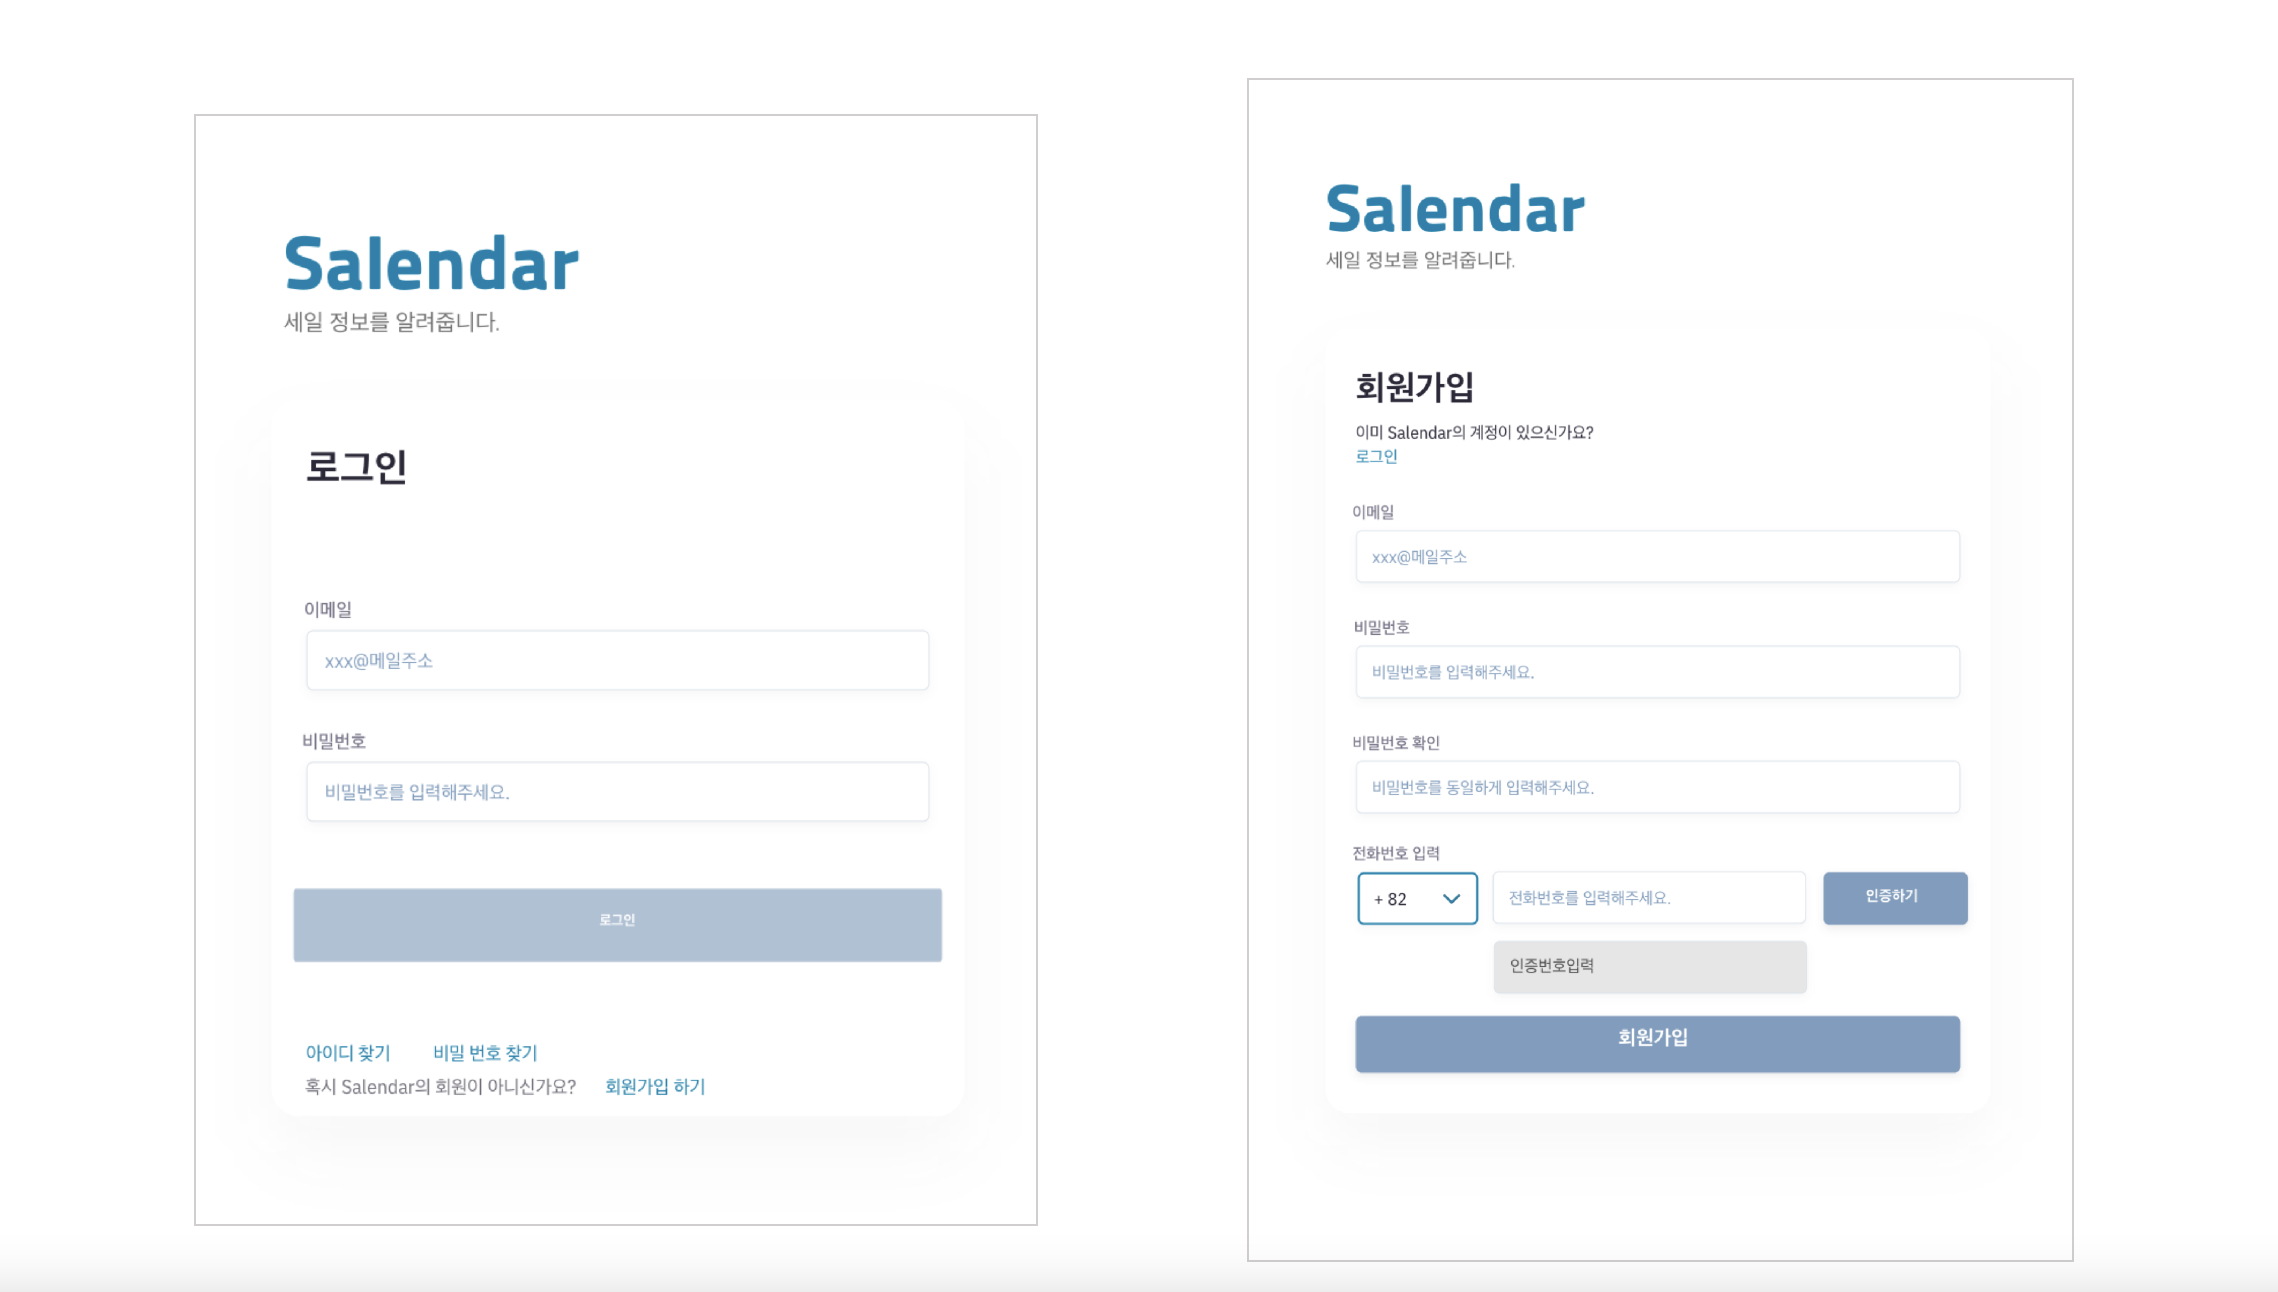 Salendar
세일 정보를 알려줍니다.
로그인
이메일
xxx@메일주소
비밀번호
비밀번호를 입력해주세요.
로그인
아이디 찾기 비밀 번호 찾기
혹시 Salendar의 회원이 아니신가요? 회원가입 하기
Salendar
세일 정보를 알려줍니다.
회원가입
이미 Salendar의 계정이 있으신가요?
로그인
이메일
xxx@메일주소
비밀번호
비밀번호를 입력해주세요.
비밀번호 확인
비밀번호를 동일하게 입력해주세요.
전화번호 입력
+ 82 전화번호를 입력해주세요. 인증하기
인증번호입력
회원가입